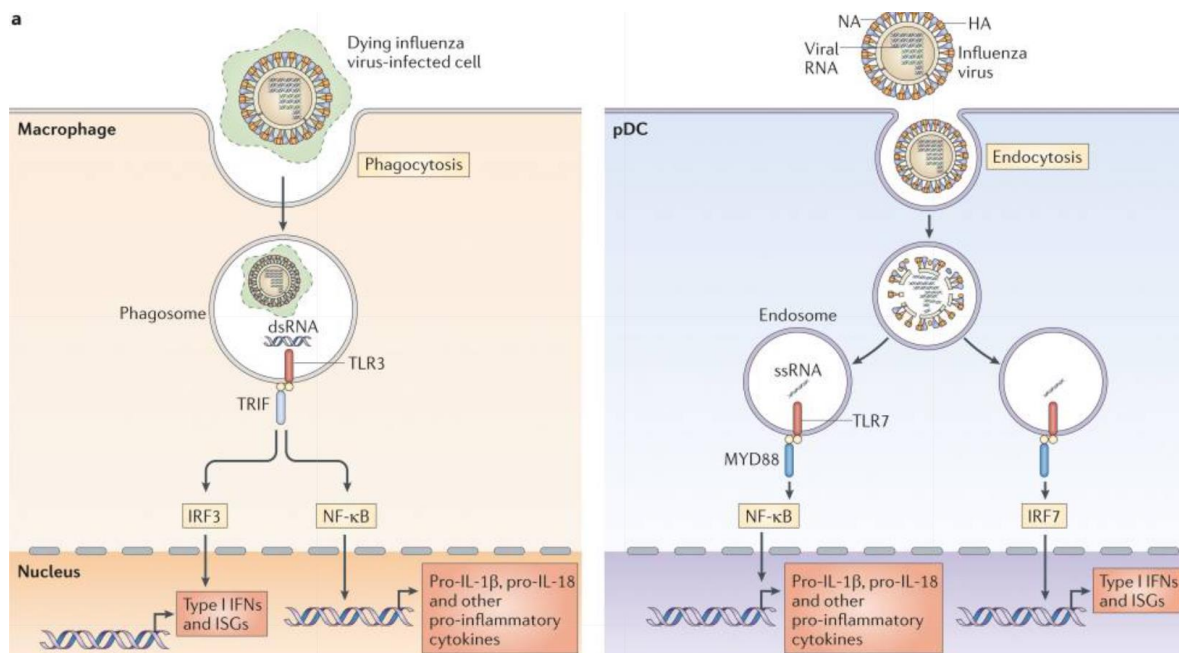 a
Dying influenza
virus-infected cell
Macrophage
Phagocytosis
Phagosome
dsRNA
TLR3
TRIF
IRF3
NF-κB
Nucleus
Type I IFNs
and ISGs
Pro-IL-1β, pro-IL-18
and other
pro-inflammatory
cytokines
NA
HA
Viral
RNA
Influenza
virus
pDC
Endocytosis
Endosome
ssRNA
TLR7
MYD88
NF-κB
IRF7
Pro-IL-1β, pro-IL-18
and other
pro-inflammatory
cytokines
Type I IFNs
and ISGs